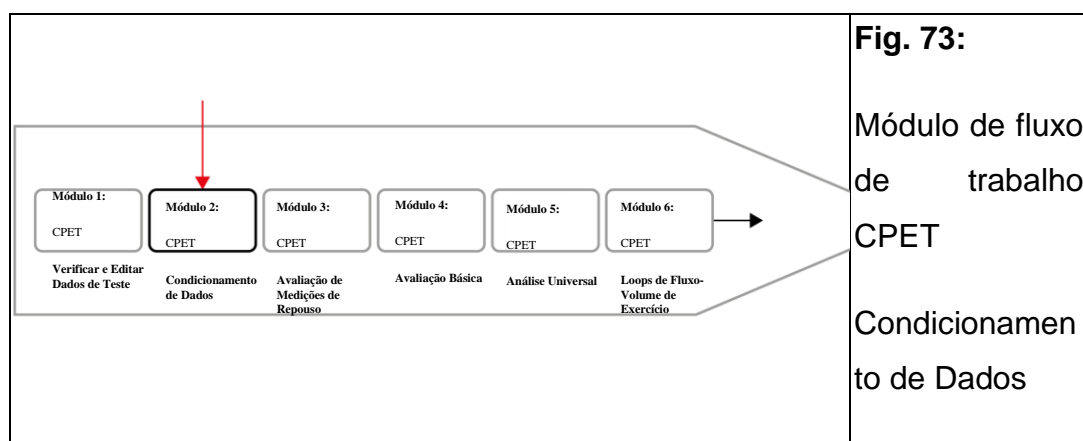 Módulo 1:
CPET
Verificar e Editar
Dados de Teste
Módulo 2:
CPET
Condicionamento
de Dados
Módulo 3:
CPET
Avaliação de
Medições de
Repouso
Módulo 4:
CPET
Avaliação Básica
Módulo 5:
CPET
Análise Universal
Módulo 6:
CPET
Loops de Fluxo-
Volume de
Exercício
Fig. 73:
Módulo de fluxo
de trabalho
CPET
Condicionamen
to de Dados